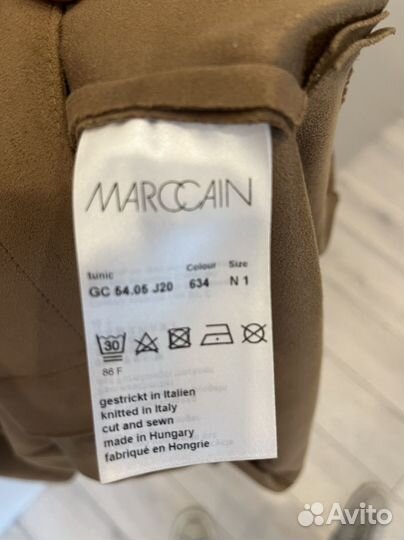 MARCCAIN
tunic Colour Size
GC 54.05 J20 634 N 1
30
86 F
gestrickt in Italien
knitted in Italy
cut and sewn
made in Hungary
fabriqué en Hongrie
Avito